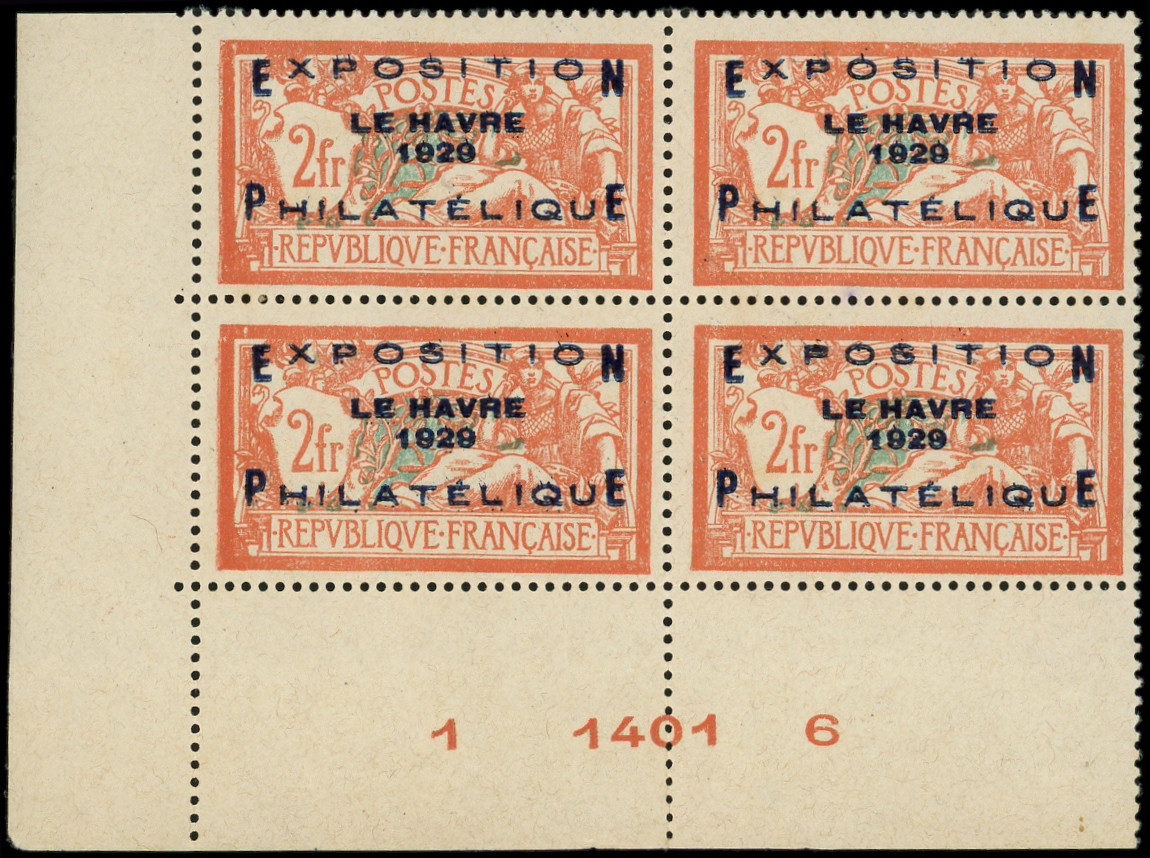 EXPOSITION EXPOSITION
POSTES POSTES
LE HAVRE LE HAVRE
2fr 1929 2fr 1929
PHILATÉLIQUE PHILATÉLIQUE
REPVBLIQVE·FRANÇAISE· REPVBLIQVE·FRANÇAISE·
EXPOSITION EXPOSITION
POSTES POSTES
LE HAVRE LE HAVRE
2fr 1929 2fr 1929
PHILATÉLIQUE PHILATÉLIQUE
REPVBLIQVE·FRANÇAISE· REPVBLIQVE·FRANÇAISE·
1 1401 6